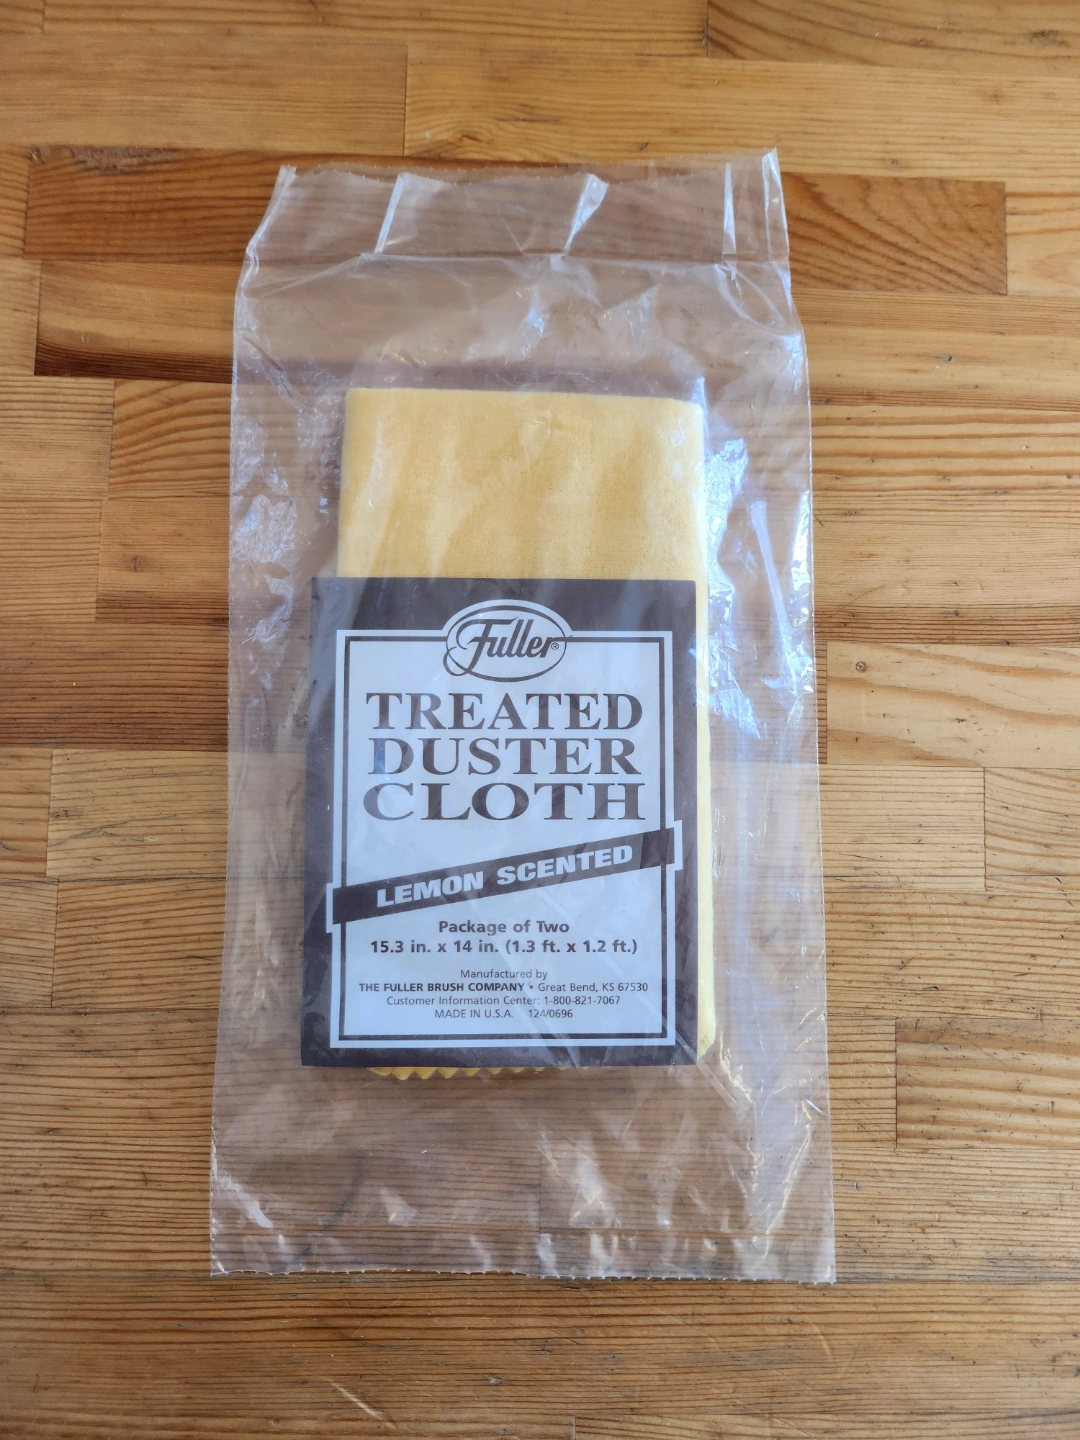 Fuller®
TREATED
DUSTER
CLOTH
LEMON SCENTED
Package of Two
15.3 in. x 14 in. (1.3 ft. x 1.2 ft.)
Manufactured by
THE FULLER BRUSH COMPANY • Great Bend, KS 67530
Customer Information Center: 1-800-821-7067
MADE IN U.S.A. 124/0696